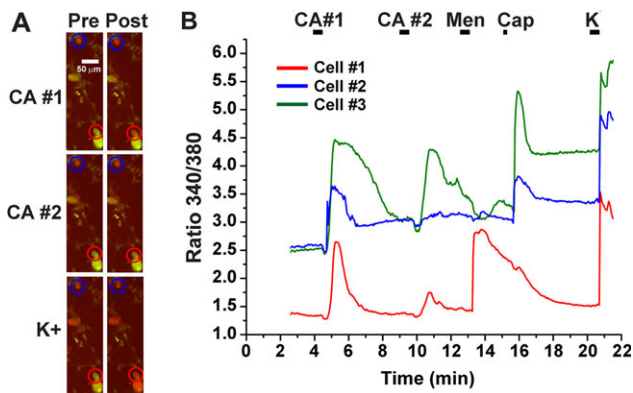 A
Pre Post
50 µm
CA #1
CA #2
K+
B
CA#1 CA #2 Men Cap K
Cell #1
Cell #2
Cell #3
Ratio 340/380
6.0
5.5
5.0
4.5
4.0
3.5
3.0
2.5
2.0
1.5
1.0
0 2 4 6 8 10 12 14 16 18 20 22
Time (min)